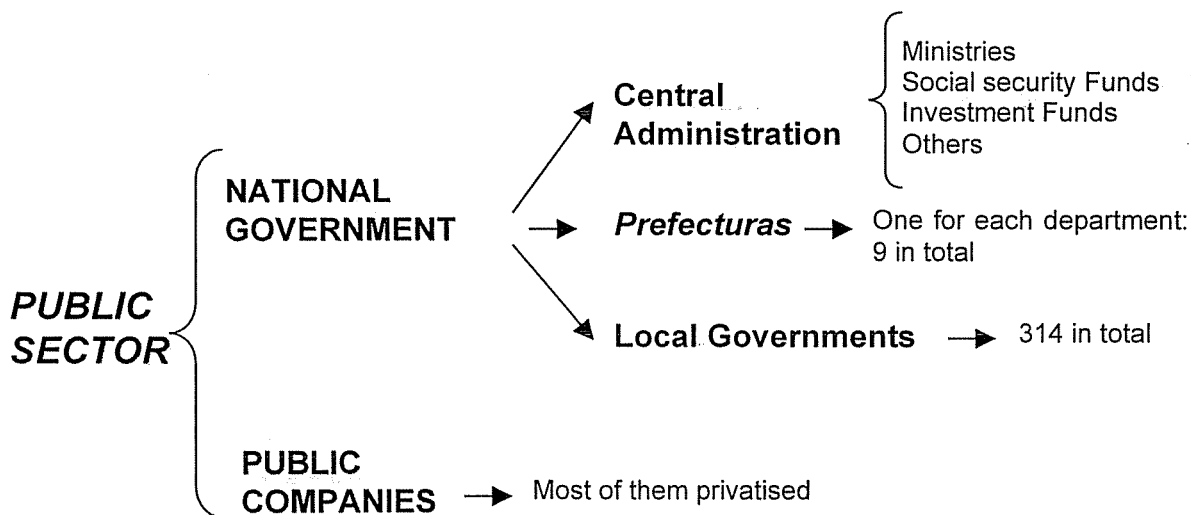 PUBLIC
SECTOR
NATIONAL
GOVERNMENT
Central
Administration
Ministries
Social security Funds
Investment Funds
Others
Prefecturas
One for each department:
9 in total
Local Governments
314 in total
PUBLIC
COMPANIES
Most of them privatised